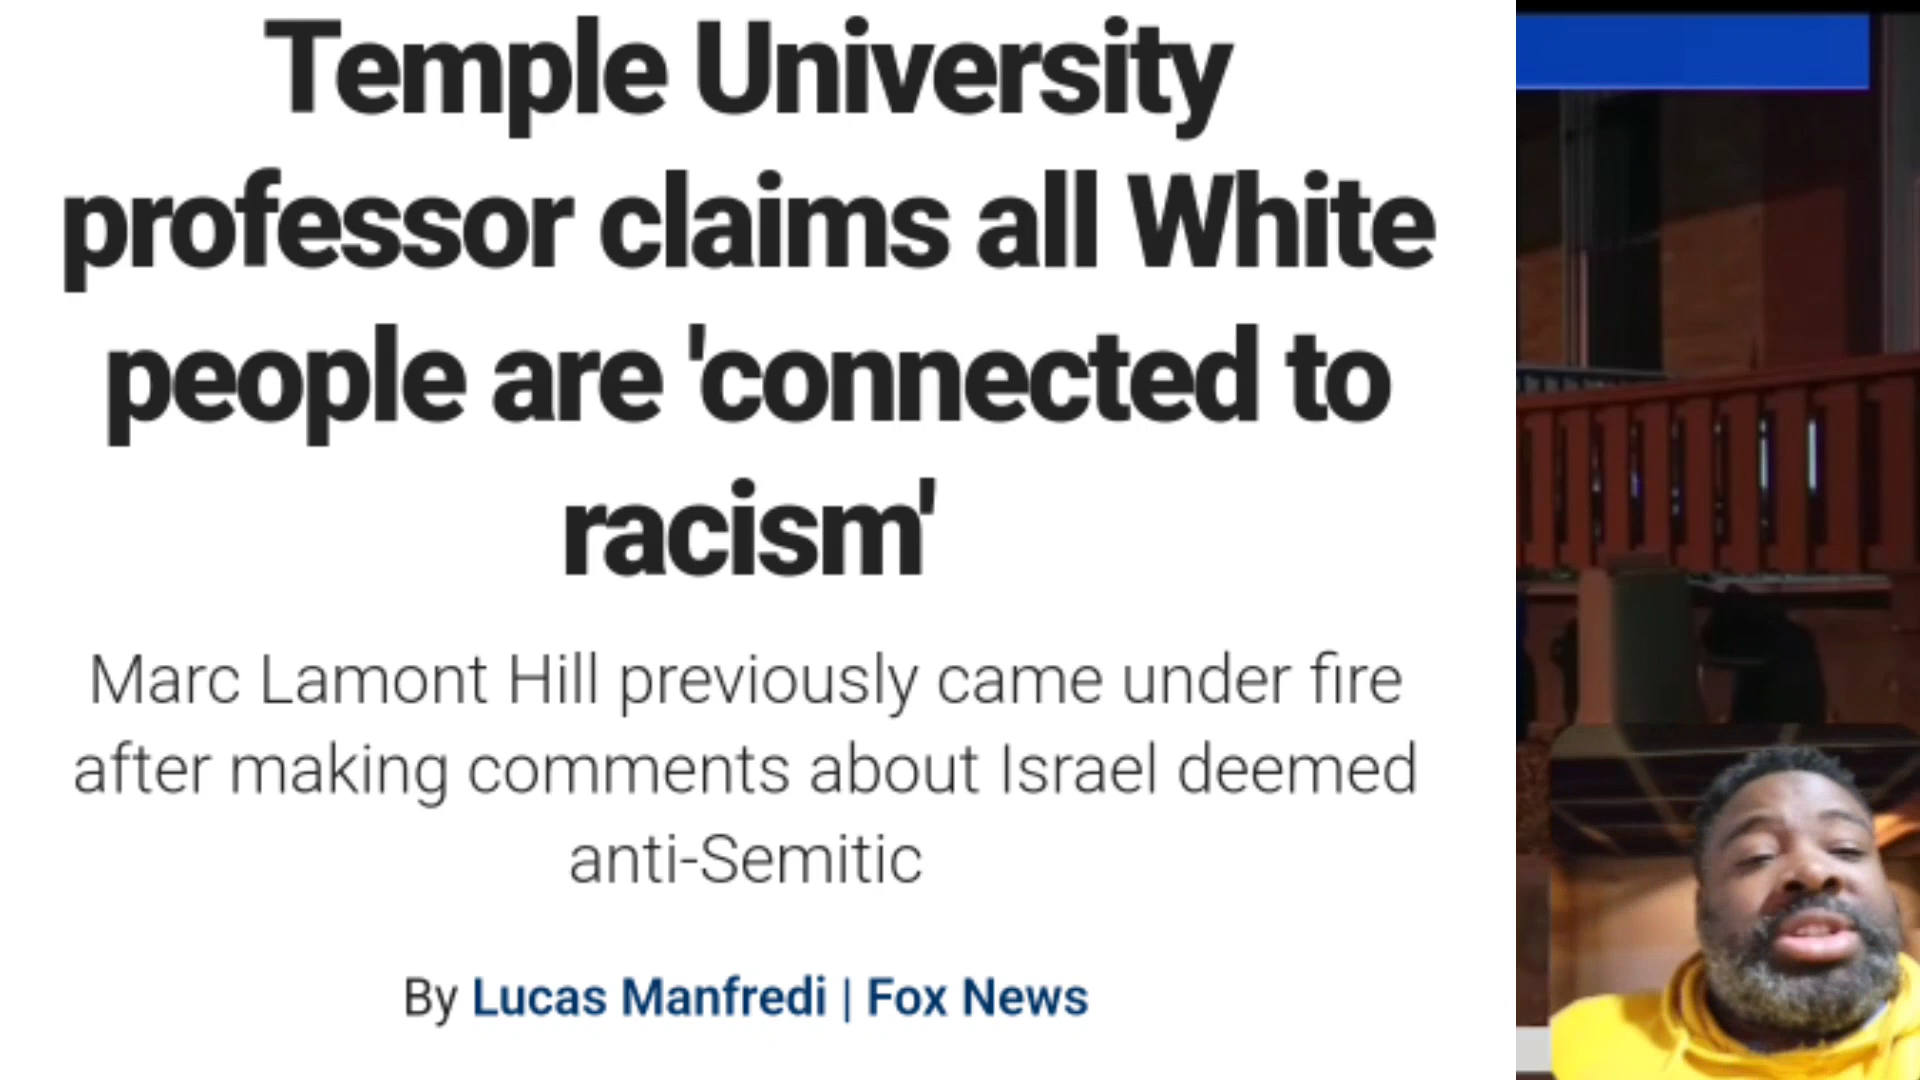 Temple University
professor claims all White
people are 'connected to
racism'
Marc Lamont Hill previously came under fire
after making comments about Israel deemed
anti-Semitic
By Lucas Manfredi | Fox News